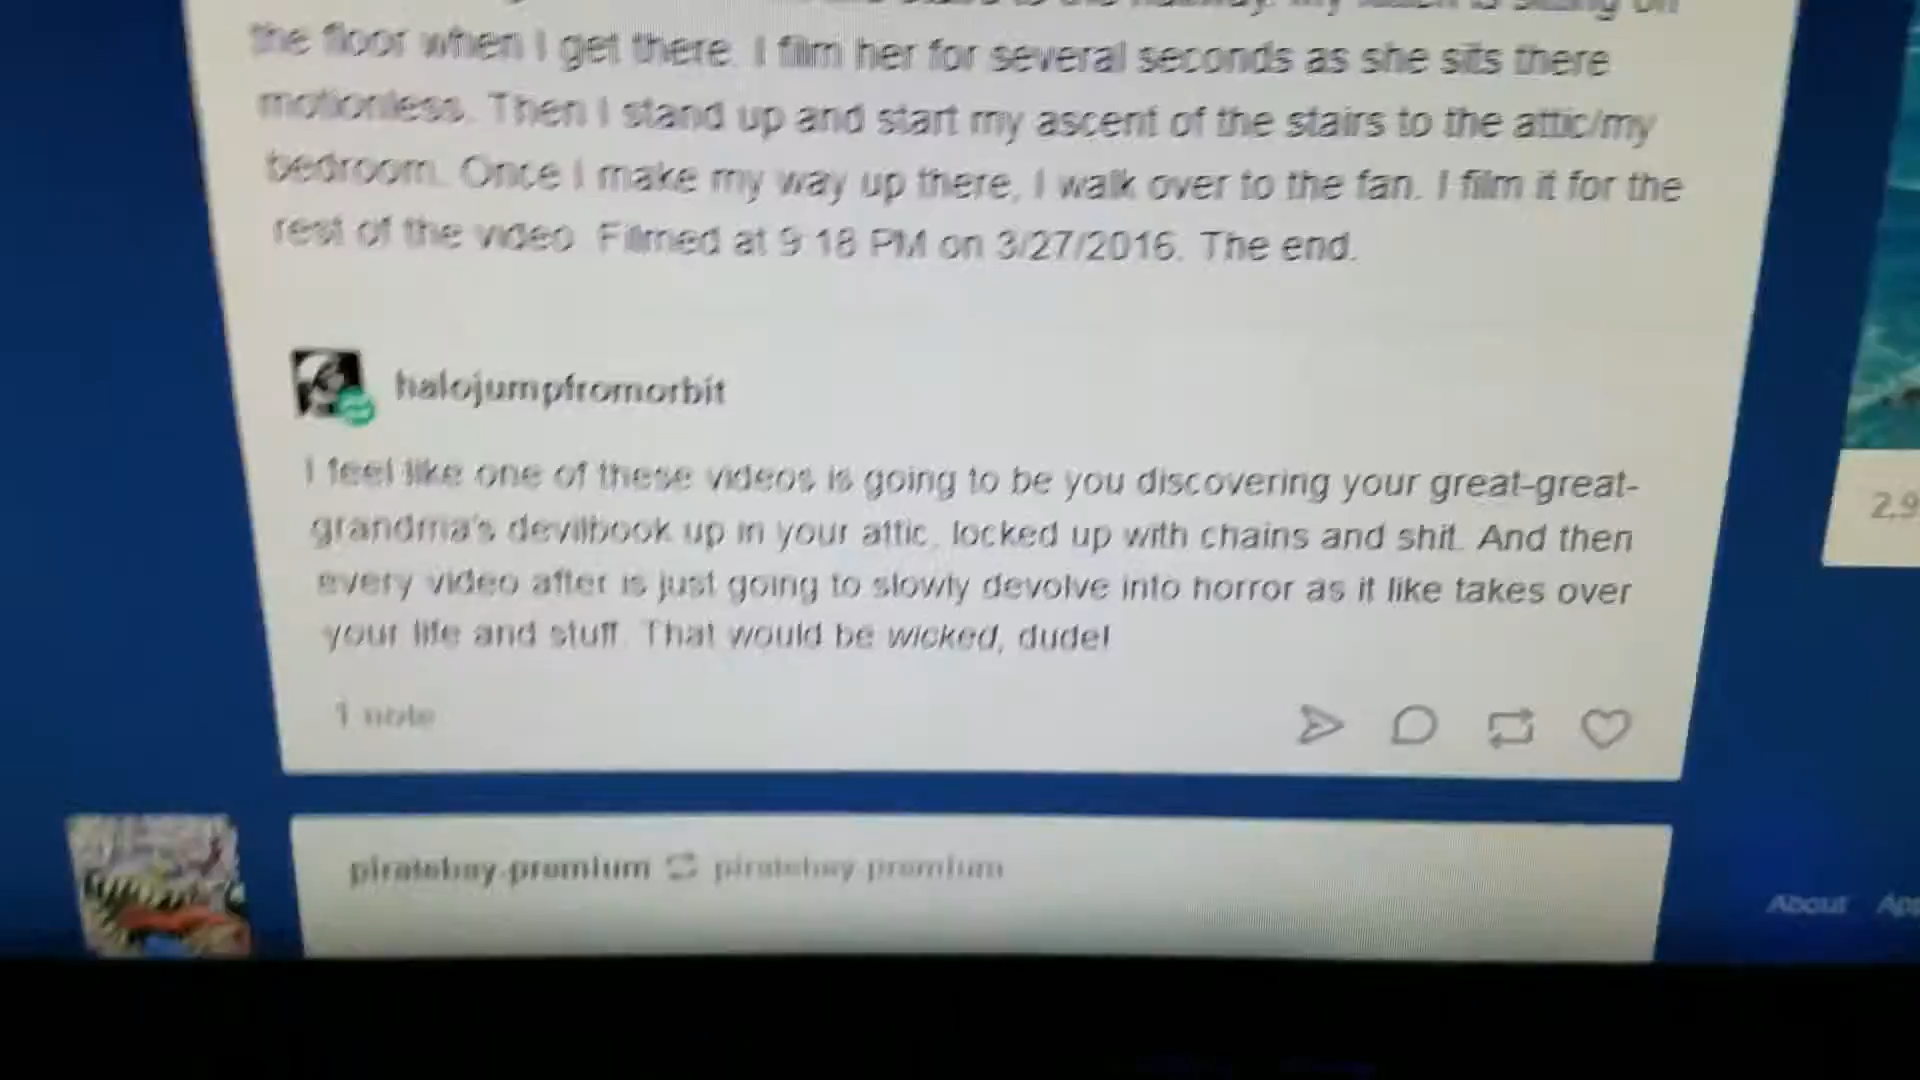 the floor when I get there. I film her for several seconds as she sits there
motionless. Then I stand up and start my ascent of the stairs to the attic/my
bedroom. Once I make my way up there, I walk over to the fan. I film it for the
rest of the video. Filmed at 9:18 PM on 3/27/2016. The end.
halojumpfromorbit
I feel like one of these videos is going to be you discovering your great-great-
grandma's devilbook up in your attic, locked up with chains and shit. And then
every video after is just going to slowly devolve into horror as it like takes over
your life and stuff. That would be wicked, dude!
1 note
2,9
piratebay-premium piratebay-premium
About